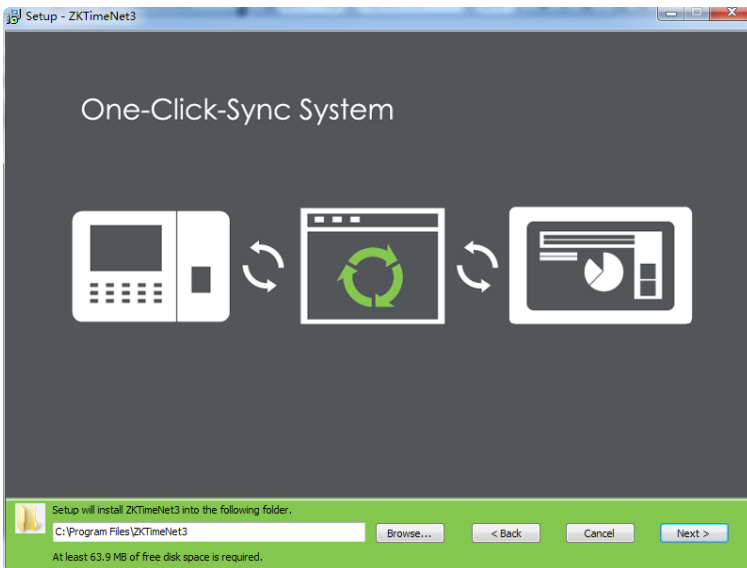 Setup - ZKTimeNet3
One-Click-Sync System
Setup will install ZKTimeNet3 into the following folder.
C:\Program Files\ZKTimeNet3
Browse...
< Back
Cancel
Next >
At least 63.9 MB of free disk space is required.